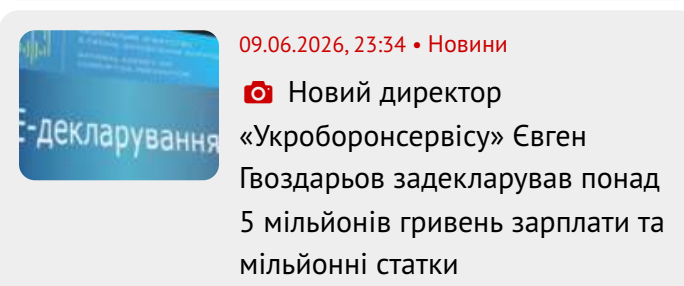 09.06.2026, 23:34 • Новини
Новий директор
«Укроборонсервісу» Євген
Гвоздарьов задекларував понад
5 мільйонів гривень зарплати та
мільйонні статки
Е-декларування